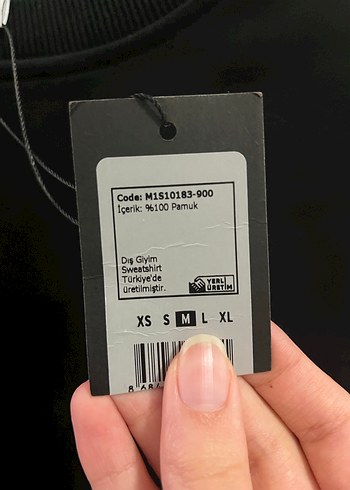 Code: M1S10183-900
İçerik: %100 Pamuk
Dış Giyim
Sweatshirt
Türkiye'de
üretilmiştir.
YERLİ
ÜRETİM
XS S M L XL